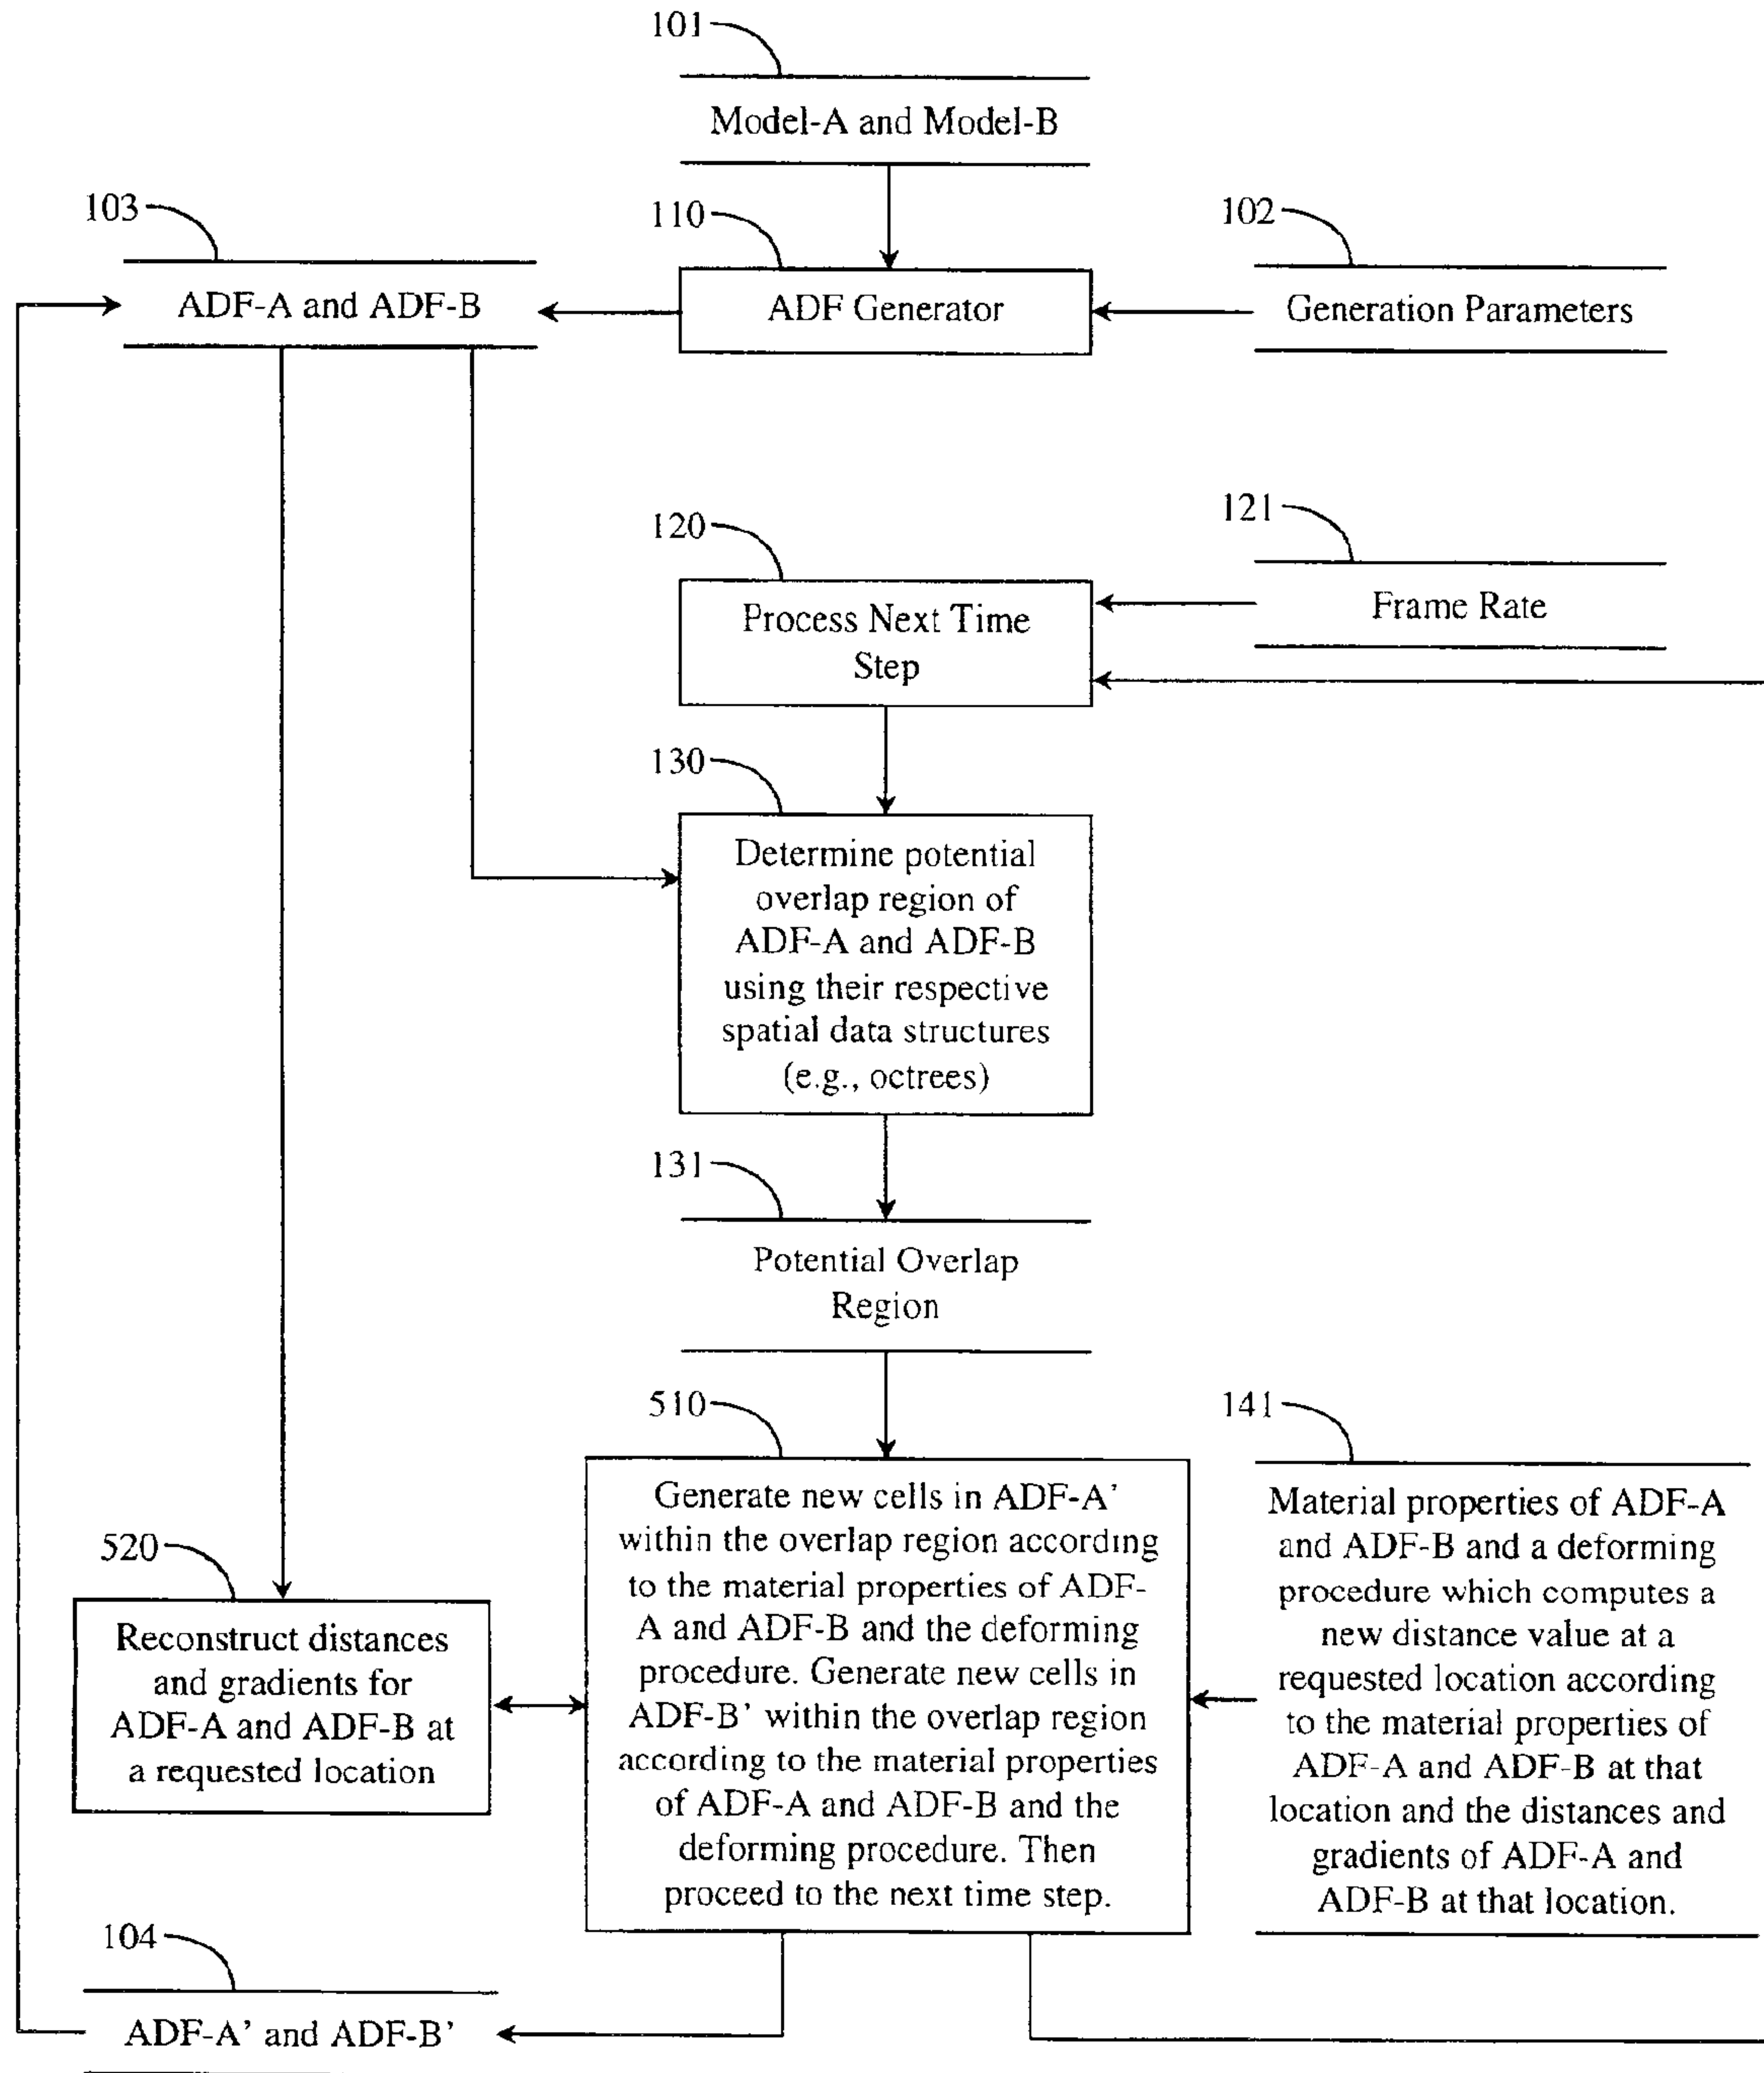 101
Model-A and Model-B
103
110
102
ADF-A and ADF-B
ADF Generator
Generation Parameters
120
121
Process Next Time
Step
Frame Rate
130
Determine potential
overlap region of
ADF-A and ADF-B
using their respective
spatial data structures
(e.g., octrees)
131
Potential Overlap
Region
510
141
Generate new cells in ADF-A’
within the overlap region according
to the material properties of ADF-
A and ADF-B and the deforming
procedure. Generate new cells in
ADF-B’ within the overlap region
according to the material properties
of ADF-A and ADF-B and the
deforming procedure. Then
proceed to the next time step.
Material properties of ADF-A
and ADF-B and a deforming
procedure which computes a
new distance value at a
requested location according
to the material properties of
ADF-A and ADF-B at that
location and the distances and
gradients of ADF-A and
ADF-B at that location.
520
Reconstruct distances
and gradients for
ADF-A and ADF-B at
a requested location
104
ADF-A’ and ADF-B’